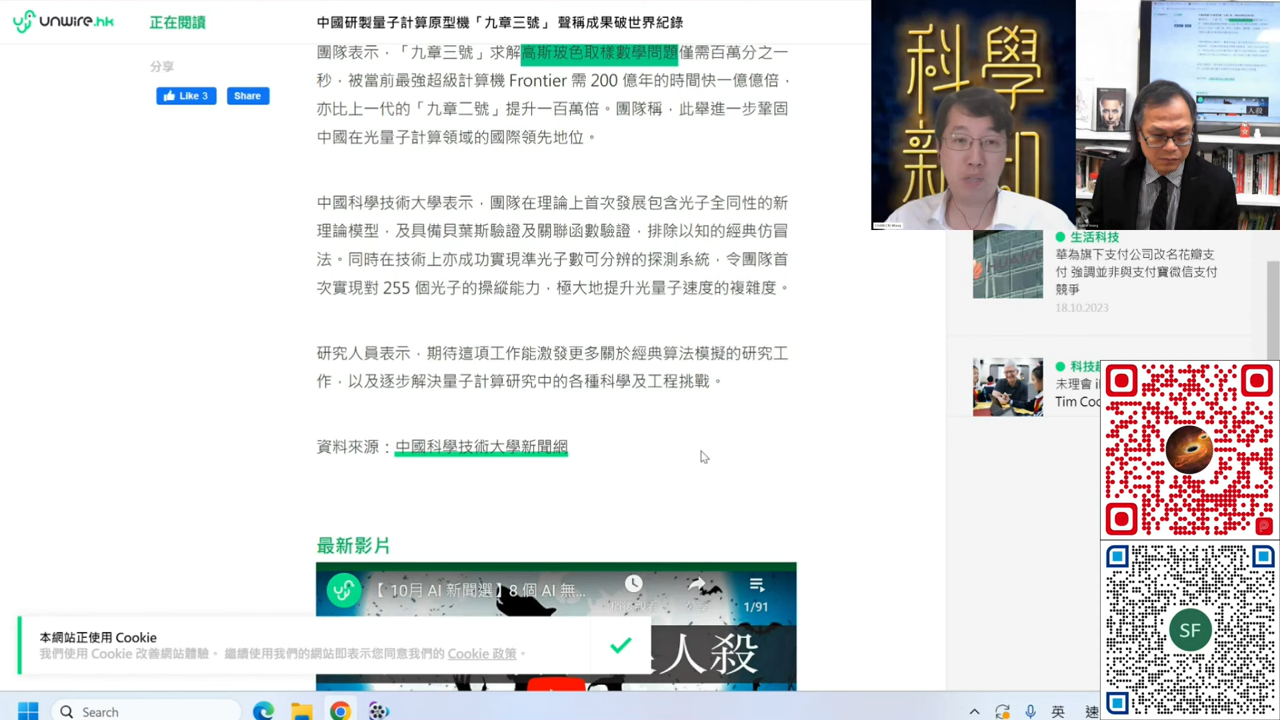 unwire.hk
正在閱讀
中國研製量子計算原型機「九章三號」 聲稱成果破世界紀錄
分享
Like 3
Share
團隊表示，「九章三號」處理高斯玻色取樣數學問題僅需百萬分之一
秒，較當前最強超級計算機 Frontier 需 200 億年的時間快一億億倍，
亦比上一代的「九章二號」提升一百萬倍。團隊稱，此舉進一步鞏固
中國在光量子計算領域的國際領先地位。
中國科學技術大學表示，團隊在理論上首次發展包含光子全同性的新
理論模型，及具備貝葉斯驗證及關聯函數驗證，排除以知的經典仿冒
法。同時技術上亦成功實現準光子數可分辨的探測系統，令團隊首
次實現對 255 個光子的操縱能力，極大地提升光量子速度的複雜度。
研究人員表示，期待這項工作能激發更多關於經典算法模擬的研究工
作，以及逐步解決量子計算研究中的各種科學及工程挑戰。
資料來源：中國科學技術大學新聞網
最新影片
【 10月 AI 新聞選】8 個 AI 無...
1/91
人殺
本網站正使用 Cookie
我們使用 Cookie 改善網站體驗。 繼續使用我們的網站即表示您同意我們的 Cookie 政策。
科學
新知
人殺
生活科技
華為旗下支付公司改名花瓣支
付 強調並非與支付寶微信支付
競爭
18.10.2023
未理會
Tim
SF
Search
英
速